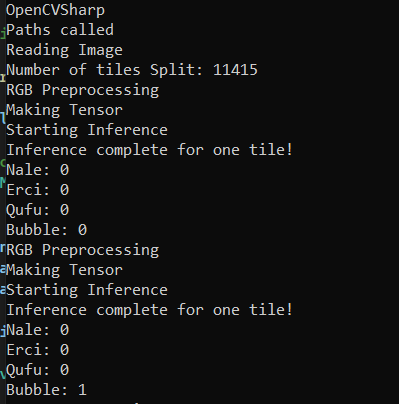 OpenCVSharp
Paths called
Reading Image
Number of tiles Split: 11415
RGB Preprocessing
Making Tensor
Starting Inference
Inference complete for one tile!
Nale: 0
Erci: 0
Qufu: 0
Bubble: 0
RGB Preprocessing
Making Tensor
Starting Inference
Inference complete for one tile!
Nale: 0
Erci: 0
Qufu: 0
Bubble: 1